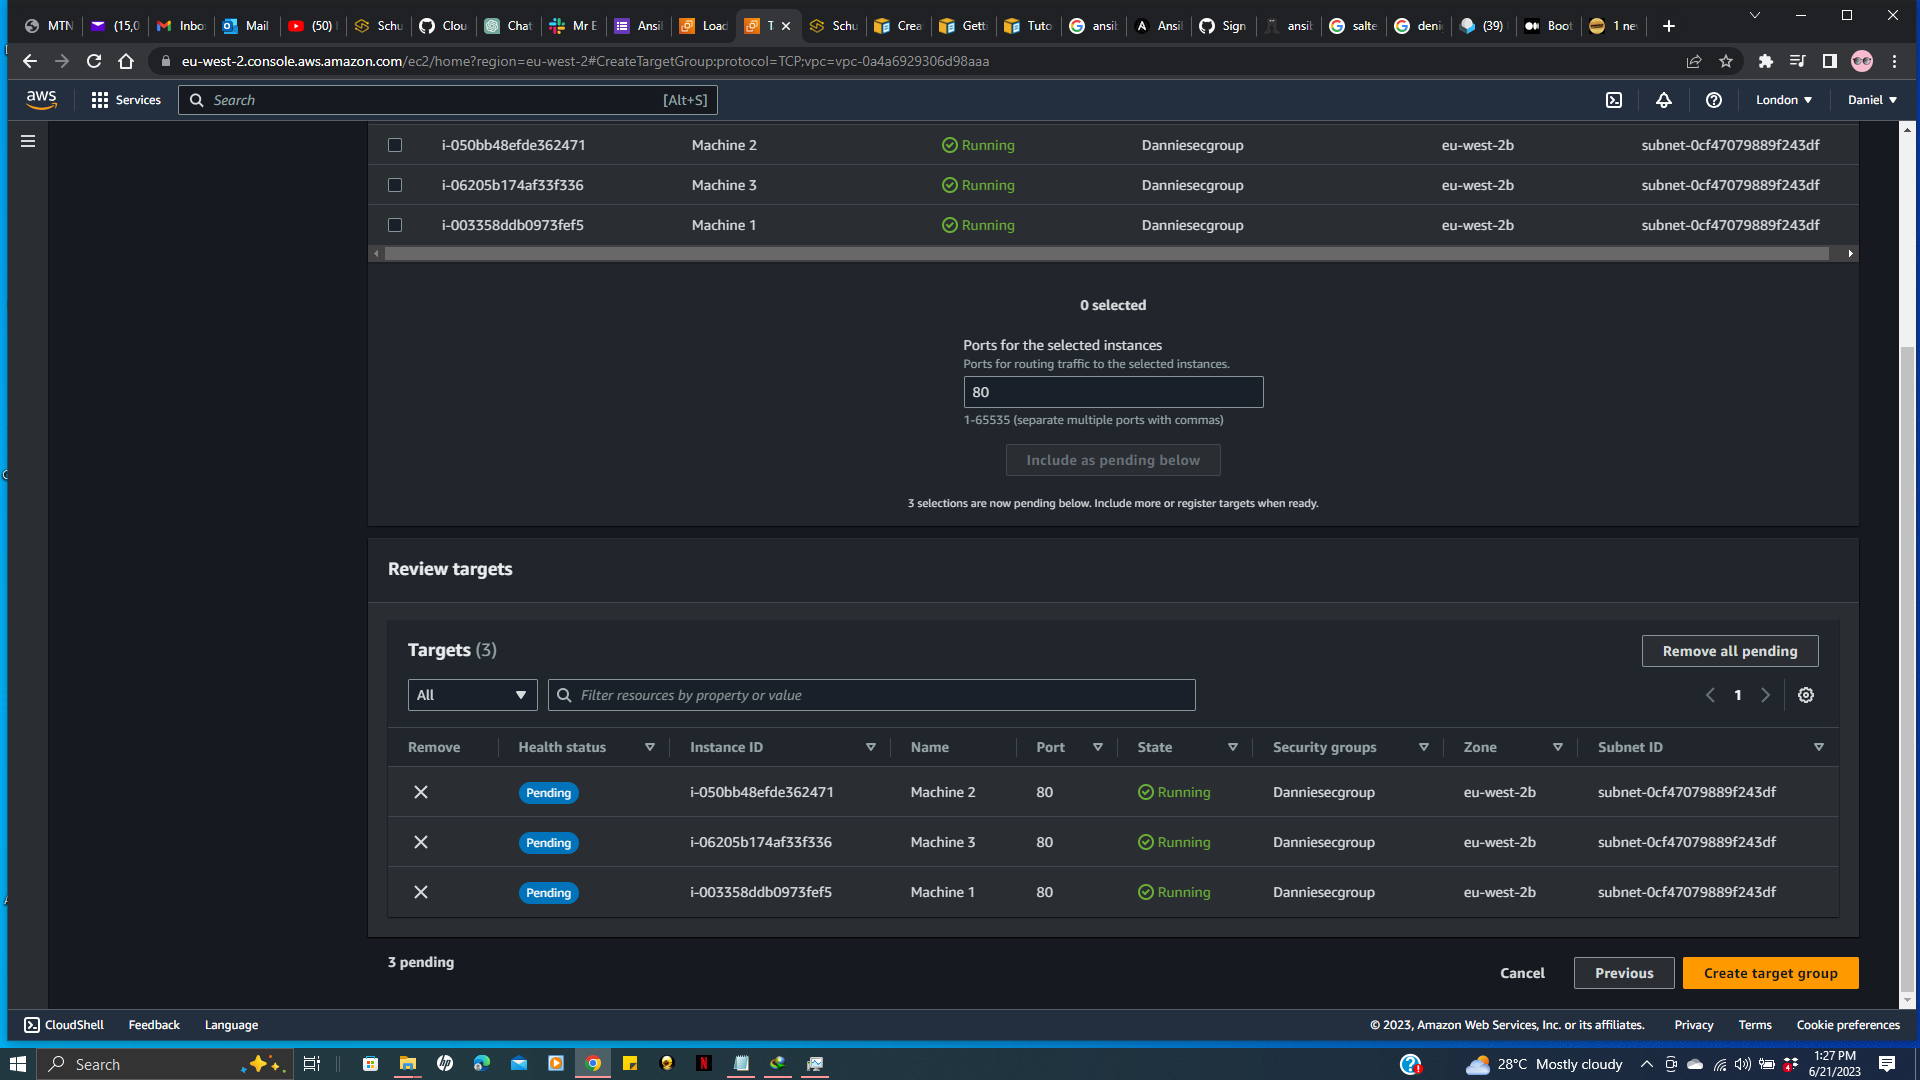 MTN
(15,0
Inbo
Mail
(50)
Schu
Clou
Chat
Mr E
Ansil
Load
T
Schu
Crea
Getti
Tuto
ansib
Ansil
Sign
ansib
salte
deni
(39)
Boot
1 ne
eu-west-2.console.aws.amazon.com/ec2/home?region=eu-west-2#CreateTargetGroup:protocol=TCP;vpc=vpc-0a4a6929306d98aaa
aws
Services
Search
[Alt+S]
London
Daniel
i-050bb48efde362471 Machine 2 Running Danniesecgroup eu-west-2b subnet-0cf47079889f243df
i-06205b174af33f336 Machine 3 Running Danniesecgroup eu-west-2b subnet-0cf47079889f243df
i-003358ddb0973fef5 Machine 1 Running Danniesecgroup eu-west-2b subnet-0cf47079889f243df
0 selected
Ports for the selected instances
Ports for routing traffic to the selected instances.
80
1-65535 (separate multiple ports with commas)
Include as pending below
3 selections are now pending below. Include more or register targets when ready.
Review targets
Targets (3)
Remove all pending
All
Filter resources by property or value
1
Remove Health status Instance ID Name Port State Security groups Zone Subnet ID
Pending i-050bb48efde362471 Machine 2 80 Running Danniesecgroup eu-west-2b subnet-0cf47079889f243df
Pending i-06205b174af33f336 Machine 3 80 Running Danniesecgroup eu-west-2b subnet-0cf47079889f243df
Pending i-003358ddb0973fef5 Machine 1 80 Running Danniesecgroup eu-west-2b subnet-0cf47079889f243df
3 pending
Cancel
Previous
Create target group
CloudShell
Feedback
Language
© 2023, Amazon Web Services, Inc. or its affiliates.
Privacy
Terms
Cookie preferences
Search
28°C Mostly cloudy
1:27 PM
6/21/2023